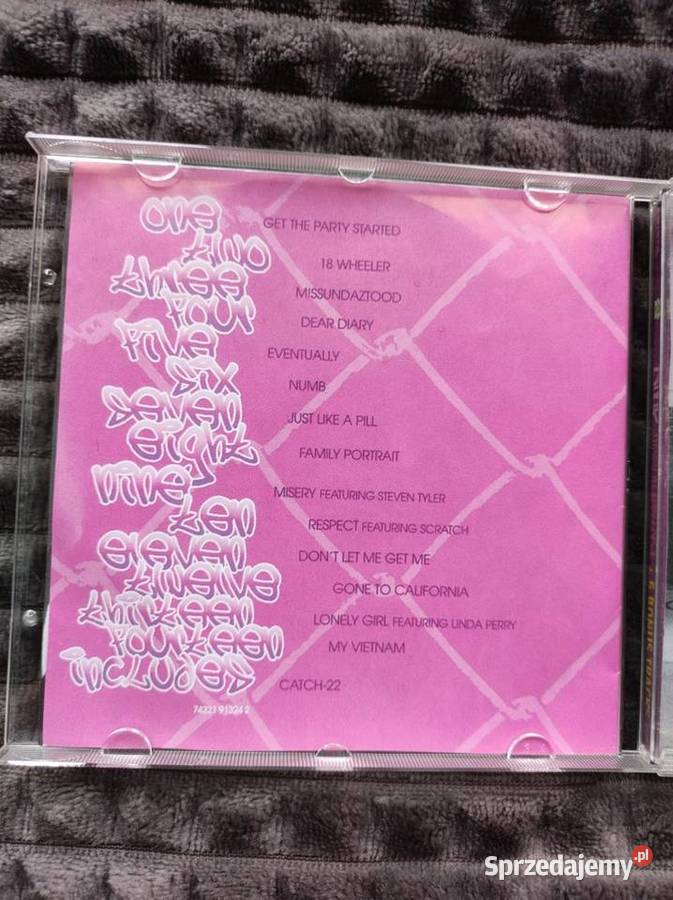 one GET THE PARTY STARTED
two 18 WHEELER
three MISSUNDAZTOOD
four DEAR DIARY
five EVENTUALLY
six NUMB
seven JUST LIKE A PILL
eight FAMILY PORTRAIT
nine MISERY FEATURING STEVEN TYLER
ten RESPECT FEATURING SCRATCH
eleven DON'T LET ME GET ME
twelve GONE TO CALIFORNIA
thirteen LONELY GIRL FEATURING LINDA PERRY
fourteen MY VIETNAM
includes CATCH-22
74321 91324 2
Sprzedajemy.pl